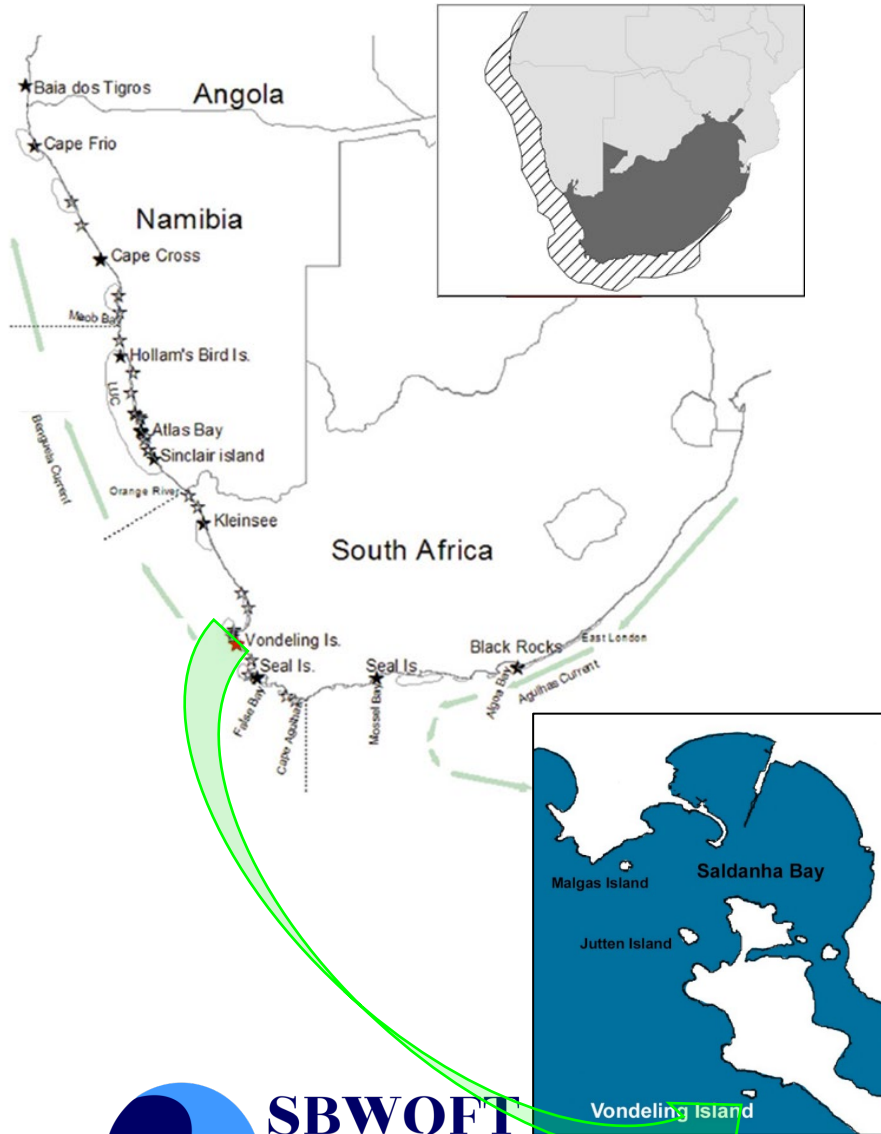 Baia dos Tigros
Angola
Cape Frio
Namibia
Cape Cross
Meob Bay
Hollam's Bird Is.
LUC
Atlas Bay
Sinclair island
Benguela Current
Orange River
Kleinsee
South Africa
Vondeling Is.
Seal Is.
Seal Is.
Black Rocks
East London
False Bay
Cape Agulhas
Mossel Bay
Algoa Bay
Agulhas Current
Saldanha Bay
Malgas Island
Jutten Island
Vondeling Island
SBWQFT